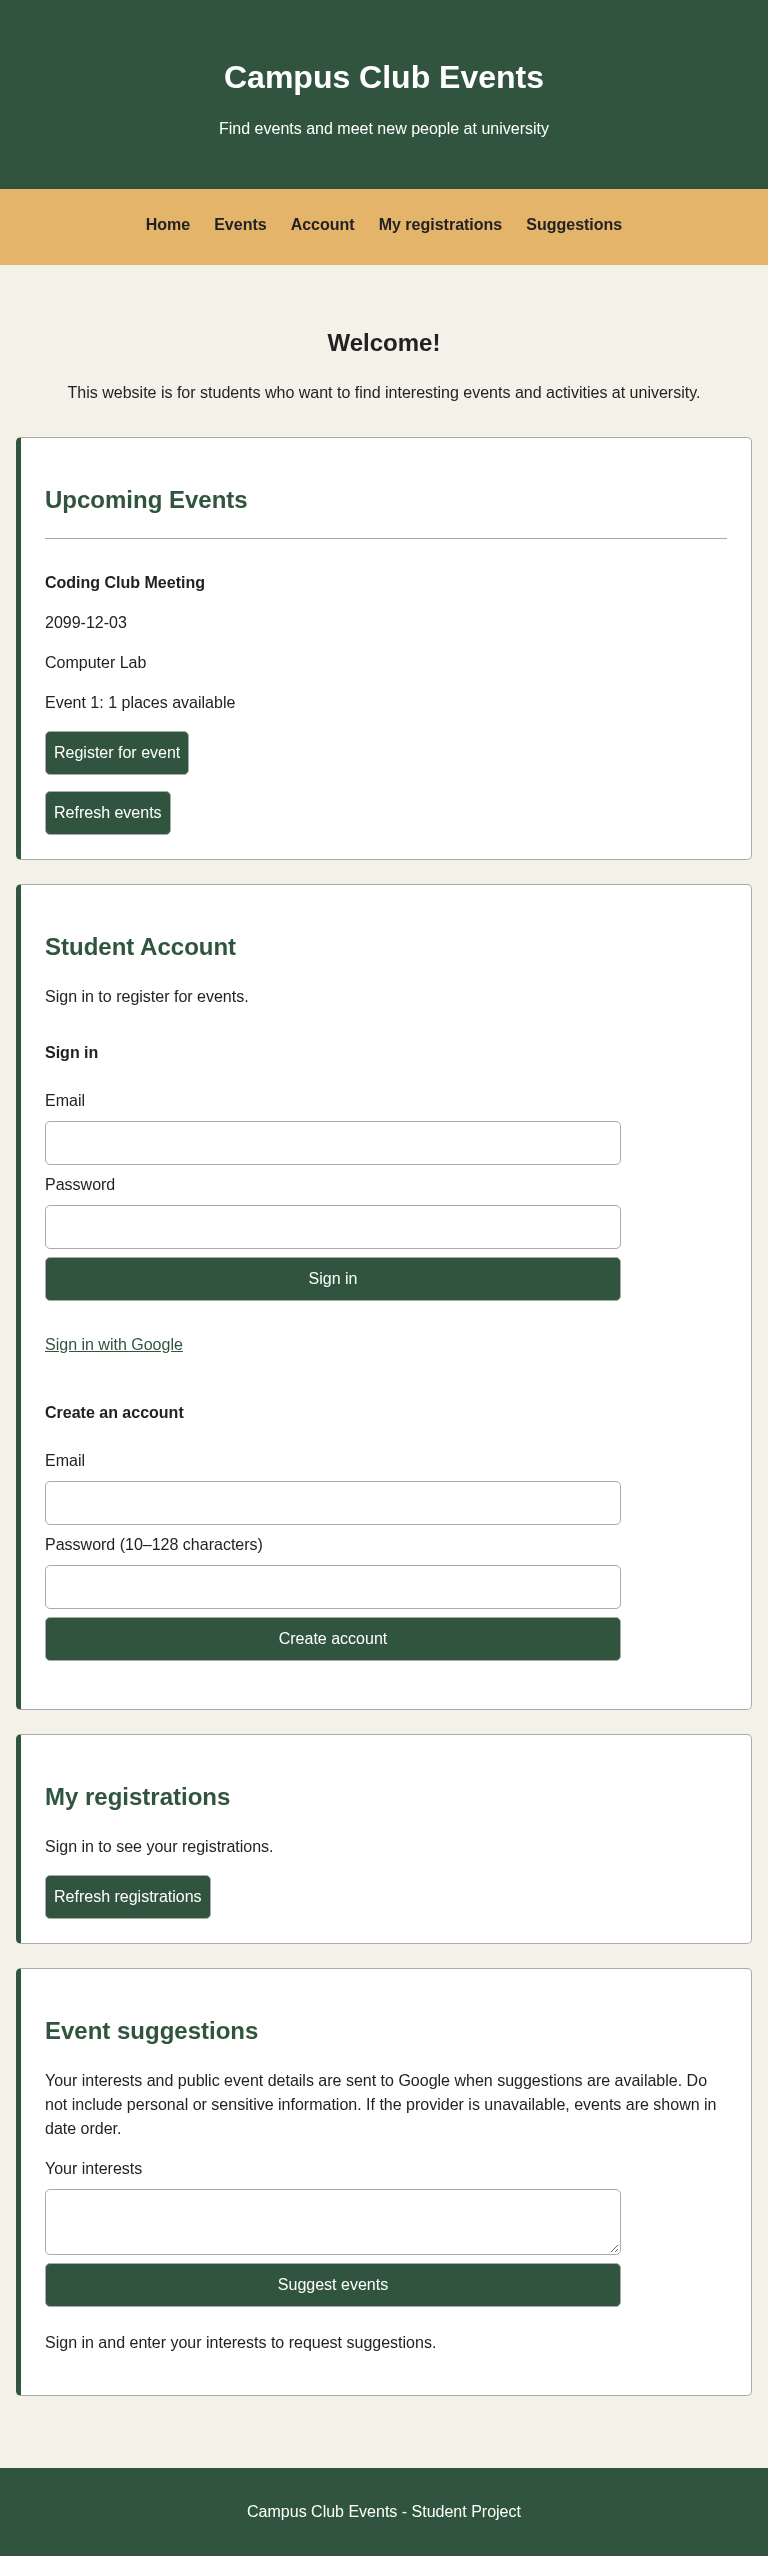 Campus Club Events
Find events and meet new people at university
Home Events Account My registrations Suggestions
Welcome!
This website is for students who want to find interesting events and activities at university.
Upcoming Events
Coding Club Meeting
2099-12-03
Computer Lab
Event 1: 1 places available
Register for event
Refresh events
Student Account
Sign in to register for events.
Sign in
Email
Password
Sign in
Sign in with Google
Create an account
Email
Password (10–128 characters)
Create account
My registrations
Sign in to see your registrations.
Refresh registrations
Event suggestions
Your interests and public event details are sent to Google when suggestions are available. Do
not include personal or sensitive information. If the provider is unavailable, events are shown in
date order.
Your interests
Suggest events
Sign in and enter your interests to request suggestions.
Campus Club Events - Student Project